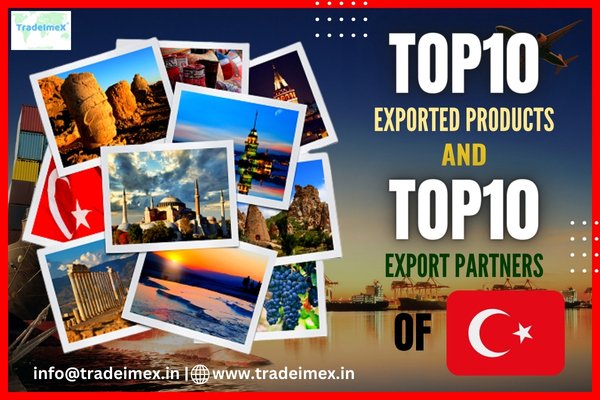 TradeImeX
TOP10
EXPORTED PRODUCTS
AND
TOP10
EXPORT PARTNERS
OF
info@tradeimex.in | www.tradeimex.in